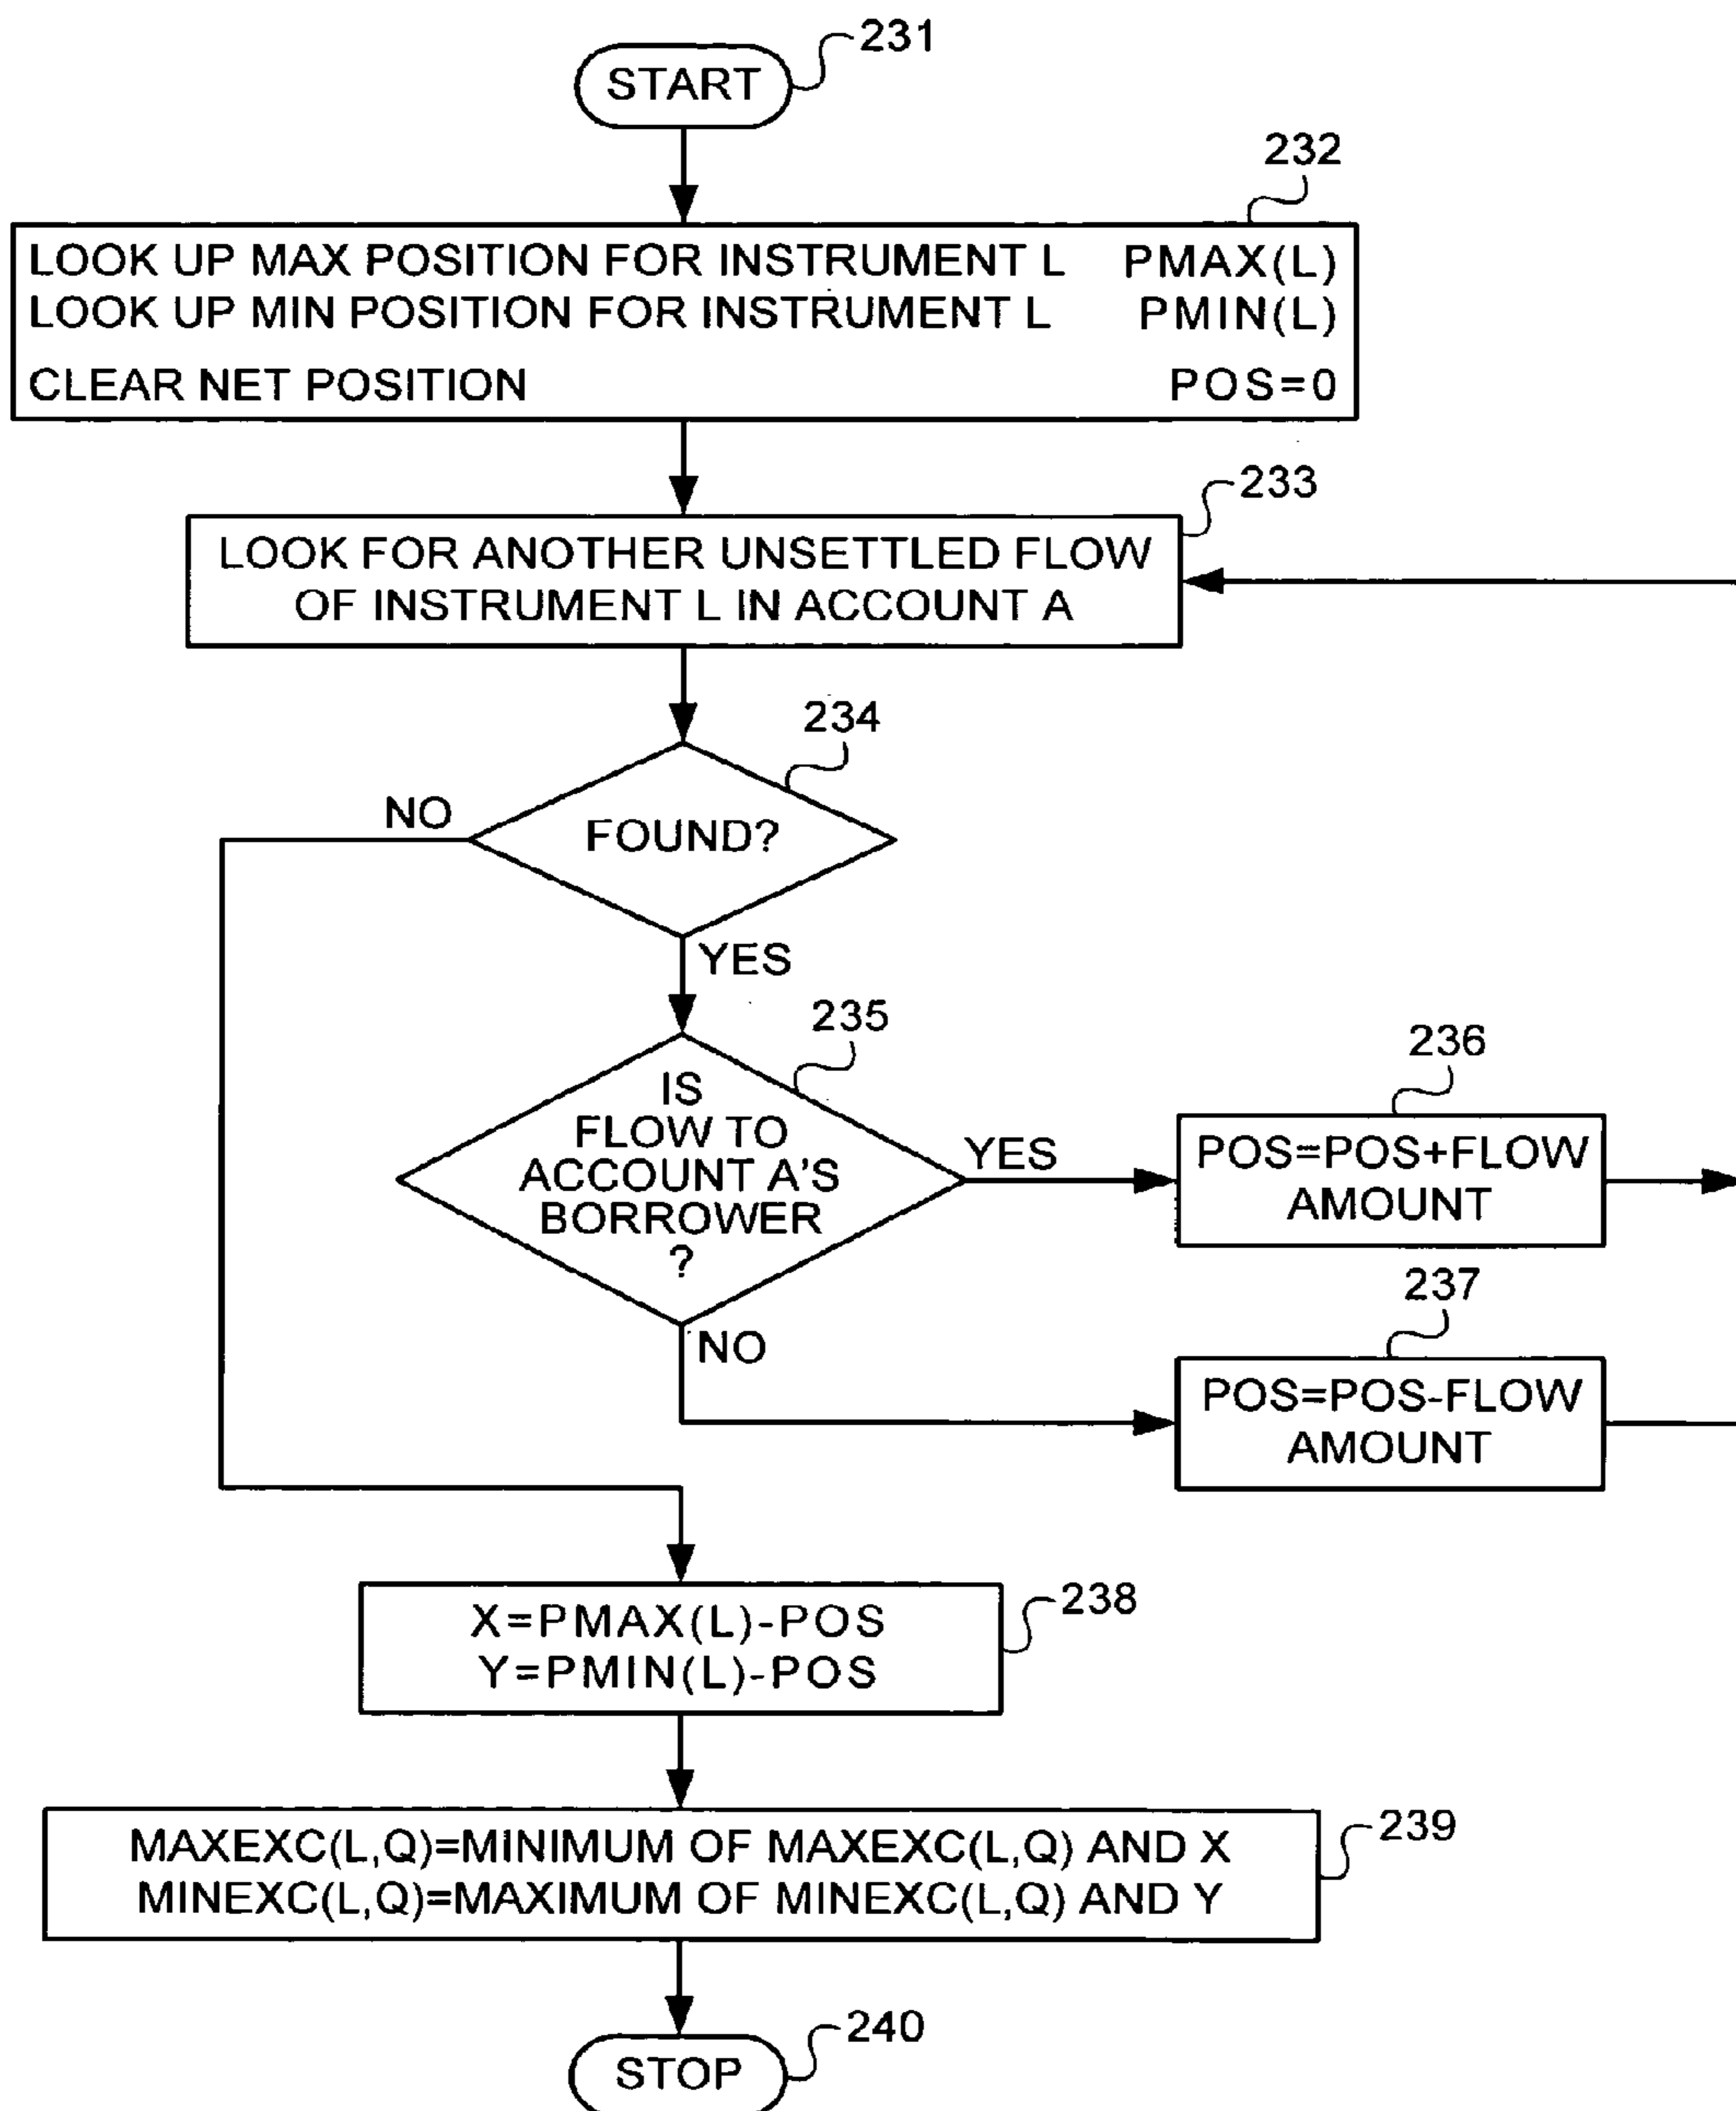 231
START
232
LOOK UP MAX POSITION FOR INSTRUMENT L PMAX(L)
LOOK UP MIN POSITION FOR INSTRUMENT L PMIN(L)
CLEAR NET POSITION POS=0
233
LOOK FOR ANOTHER UNSETTLED FLOW
OF INSTRUMENT L IN ACCOUNT A
234
NO
FOUND?
YES
235
IS
FLOW TO
ACCOUNT A'S
BORROWER
?
YES
236
POS=POS+FLOW
AMOUNT
NO
237
POS=POS-FLOW
AMOUNT
238
X=PMAX(L)-POS
Y=PMIN(L)-POS
239
MAXEXC(L,Q)=MINIMUM OF MAXEXC(L,Q) AND X
MINEXC(L,Q)=MAXIMUM OF MINEXC(L,Q) AND Y
240
STOP